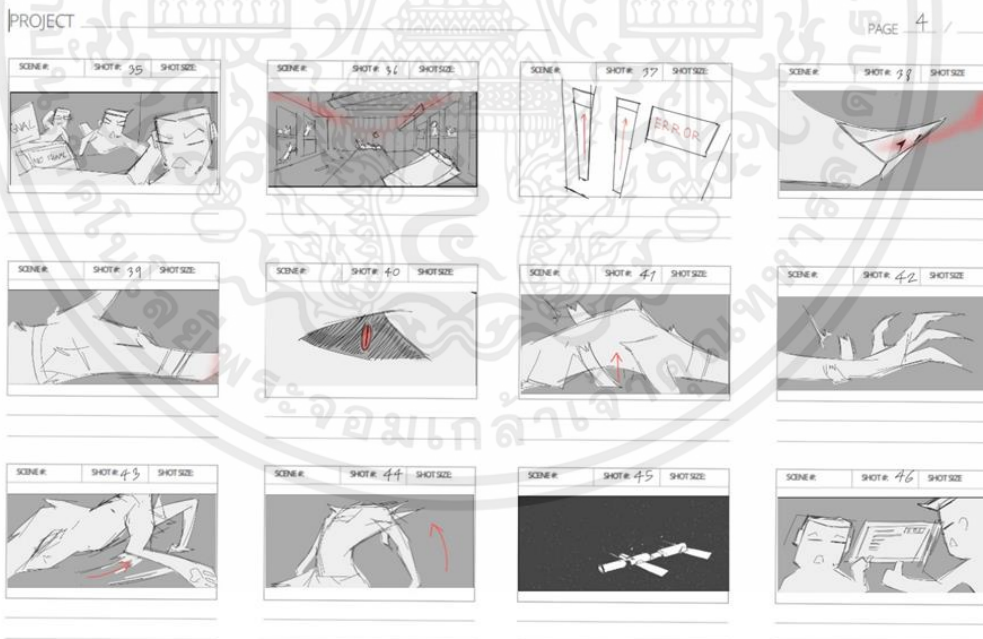 PROJECT
PAGE 4 /
SCENE #: SHOT #: 35 SHOT SIZE:
SCENE #: SHOT #: 36 SHOT SIZE:
SCENE #: SHOT #: 37 SHOT SIZE:
SCENE #: SHOT #: 38 SHOT SIZE
ERROR
SCENE #: SHOT #: 39 SHOT SIZE:
SCENE #: SHOT #: 40 SHOT SIZE:
SCENE #: SHOT #: 41 SHOT SIZE:
SCENE #: SHOT #: 42 SHOT SIZE
SCENE #: SHOT #: 43 SHOT SIZE:
SCENE #: SHOT #: 44 SHOT SIZE:
SCENE #: SHOT #: 45 SHOT SIZE:
SCENE #: SHOT #: 46 SHOT SIZE